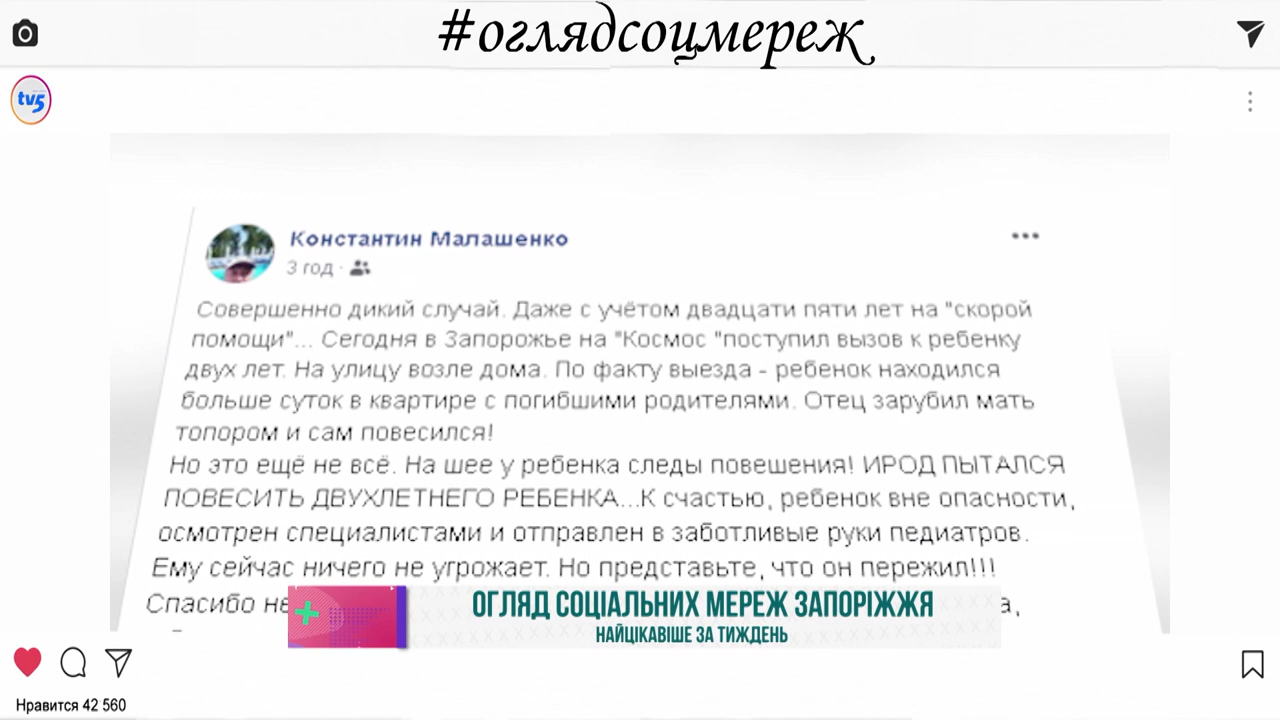 #оглядсоцмереж
tv5
Константин Малашенко
3 год ·
Совершенно дикий случай. Даже с учётом двадцати пяти лет на "скорой
помощи"... Сегодня в Запорожье на "Космос "поступил вызов к ребенку
двух лет. На улицу возле дома. По факту выезда - ребенок находился
больше суток в квартире с погибшими родителями. Отец зарубил мать
топором и сам повесился!
Но это ещё не всё. На шее у ребенка следы повешения! ИРОД ПЫТАЛСЯ
ПОВЕСИТЬ ДВУХЛЕТНЕГО РЕБЕНКА...К счастью, ребенок вне опасности,
осмотрен специалистами и отправлен в заботливые руки педиатров.
Ему сейчас ничего не угрожает. Но представьте, что он пережил!!!
Спасибо
ОГЛЯД СОЦІАЛЬНИХ МЕРЕЖ ЗАПОРІЖЖЯ
НАЙЦІКАВІШЕ ЗА ТИЖДЕНЬ
Нравится 42 560